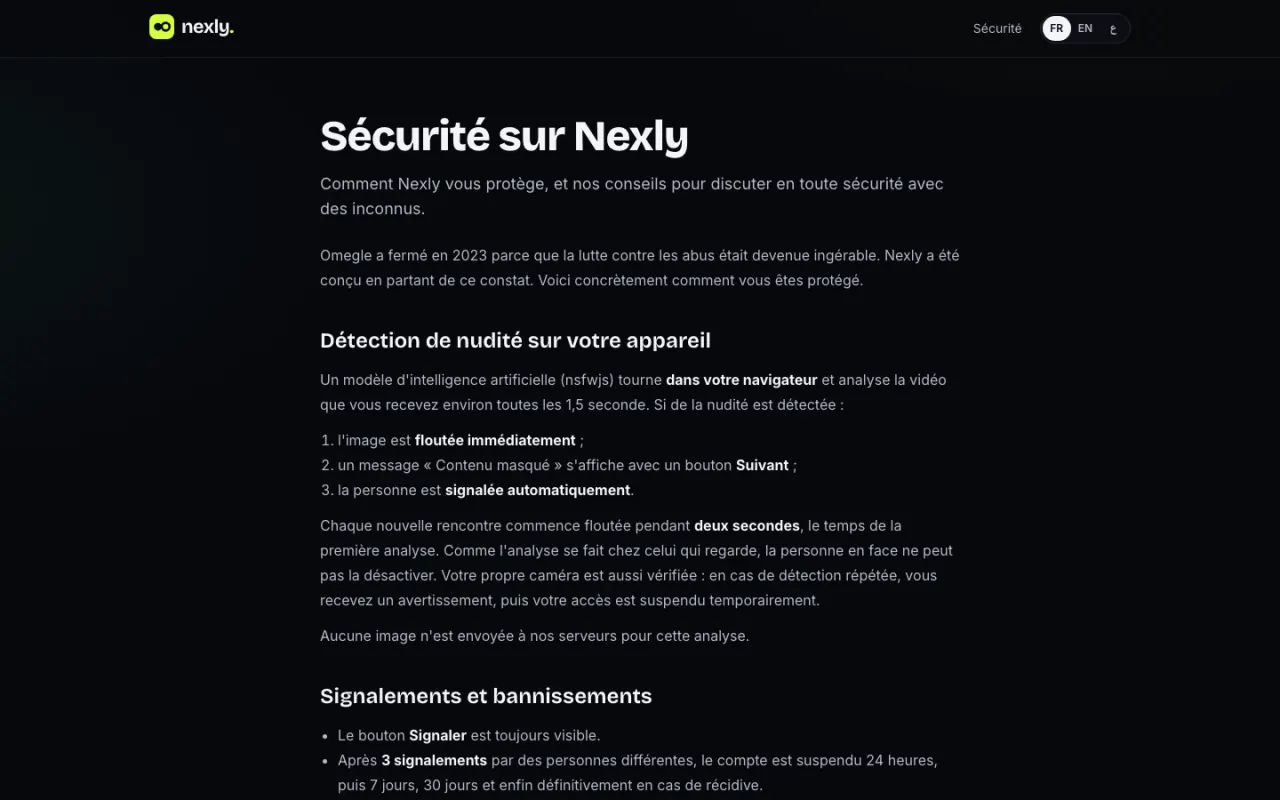 nexly.
Sécurité
FR
EN
ع
Sécurité sur Nexly
Comment Nexly vous protège, et nos conseils pour discuter en toute sécurité avec
des inconnus.
Omegle a fermé en 2023 parce que la lutte contre les abus était devenue ingérable. Nexly a été
conçu en partant de ce constat. Voici concrètement comment vous êtes protégé.
Détection de nudité sur votre appareil
Un modèle d'intelligence artificielle (nsfwjs) tourne dans votre navigateur et analyse la vidéo
que vous recevez environ toutes les 1,5 seconde. Si de la nudité est détectée :
1. l'image est floutée immédiatement ;
2. un message « Contenu masqué » s'affiche avec un bouton Suivant ;
3. la personne est signalée automatiquement.
Chaque nouvelle rencontre commence floutée pendant deux secondes, le temps de la
première analyse. Comme l'analyse se fait chez celui qui regarde, la personne en face ne peut
pas la désactiver. Votre propre caméra est aussi vérifiée : en cas de détection répétée, vous
recevez un avertissement, puis votre accès est suspendu temporairement.
Aucune image n'est envoyée à nos serveurs pour cette analyse.
Signalements et bannissements
• Le bouton Signaler est toujours visible.
• Après 3 signalements par des personnes différentes, le compte est suspendu 24 heures,
puis 7 jours, 30 jours et enfin définitivement en cas de récidive.